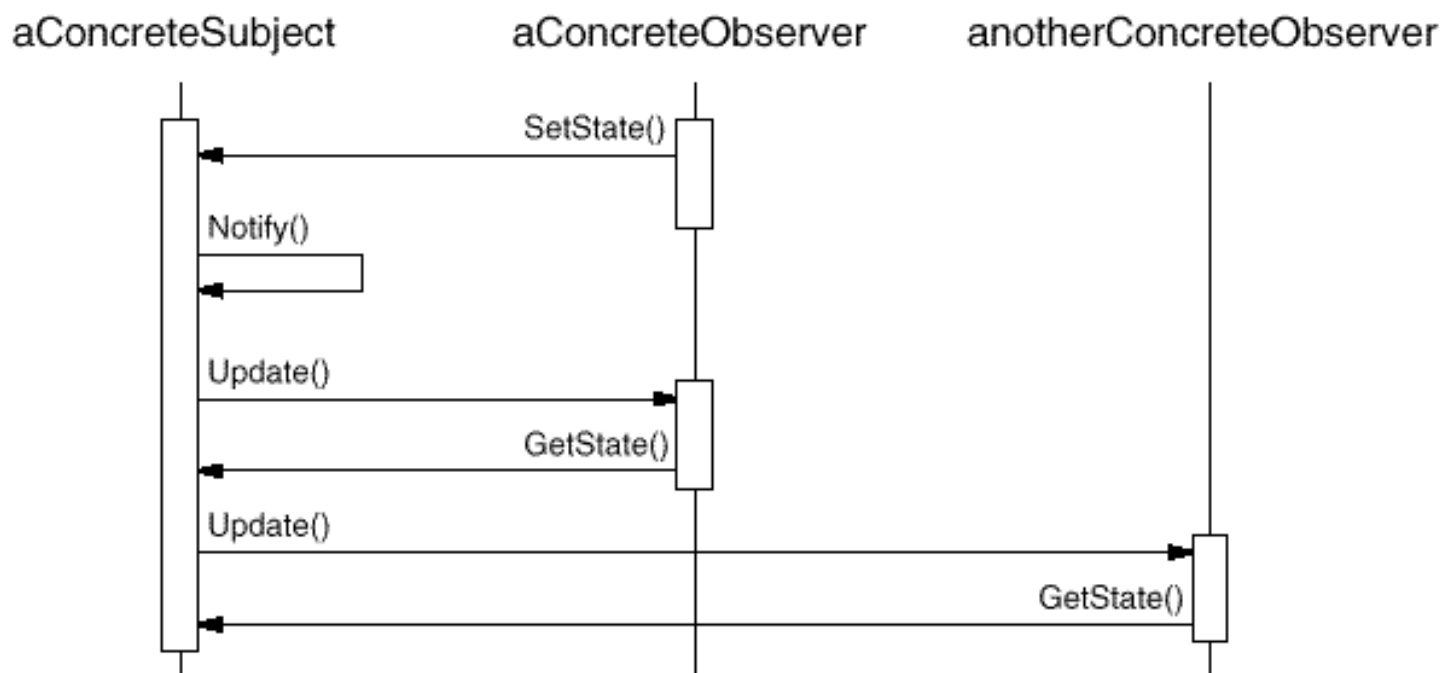 aConcreteSubject aConcreteObserver anotherConcreteObserver
SetState()
Notify()
Update()
GetState()
Update()
GetState()